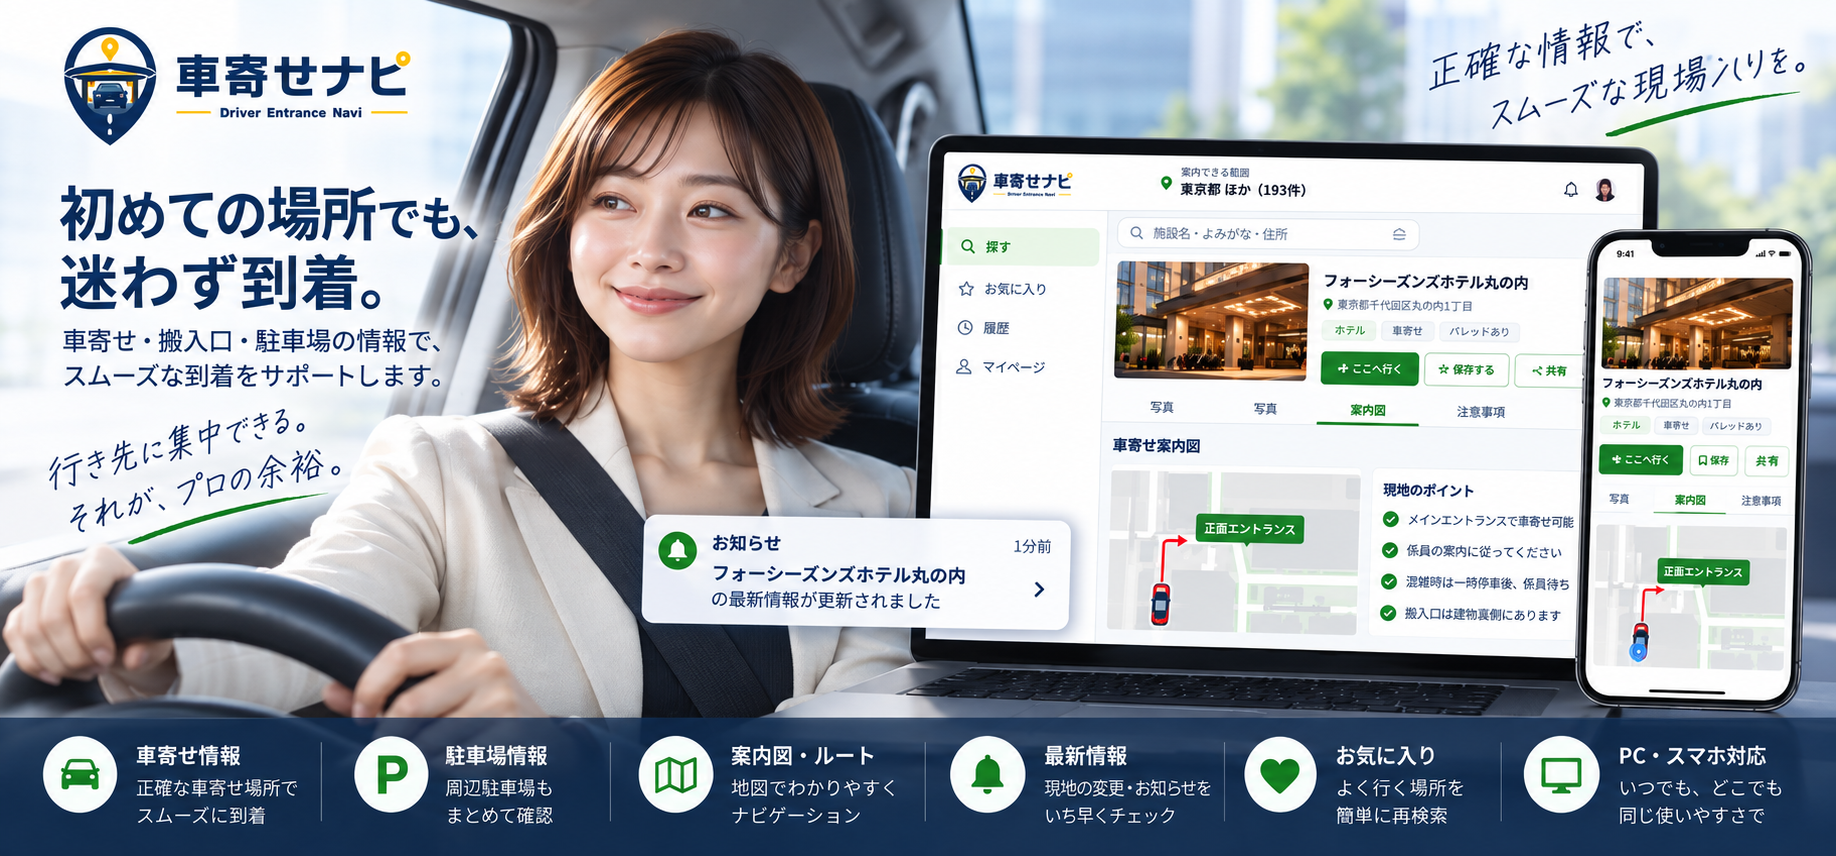 車寄せナビ
Driver Entrance Navi
初めての場所でも、
迷わず到着。
車寄せ・搬入口・駐車場の情報で、
スムーズな到着をサポートします。
行き先に集中できる。
それが、プロの余裕。
正確な情報で、
スムーズな現場入りを。
車寄せナビ
Driver Entrance Navi
案内できる範囲
東京都 ほか（193件）
探す
お気に入り
履歴
マイページ
施設名・よみがな・住所
フォーシーズンズホテル丸の内
東京都千代田区丸の内1丁目
ホテル
車寄せ
バレッドあり
ここへ行く
保存する
共有
写真
写真
案内図
注意事項
車寄せ案内図
正面エントランス
現地のポイント
メインエントランスで車寄せ可能
係員の案内に従ってください
混雑時は一時停車後、係員待ち
搬入口は建物裏側にあります
お知らせ
1分前
フォーシーズンズホテル丸の内
の最新情報が更新されました
9:41
フォーシーズンズホテル丸の内
東京都千代田区丸の内1丁目
ホテル
車寄せ
バレッドあり
ここへ行く
保存
共有
写真
案内図
注意事項
正面エントランス
車寄せ情報
正確な車寄せ場所で
スムーズに到着
P
駐車場情報
周辺駐車場も
まとめて確認
案内図・ルート
地図でわかりやすく
ナビゲーション
最新情報
現地の変更・お知らせを
いち早くチェック
お気に入り
よく行く場所を
簡単に再検索
PC・スマホ対応
いつでも、どこでも
同じ使いやすさで